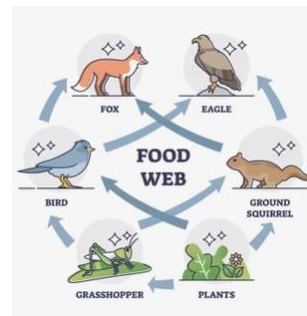 FOX
EAGLE
FOOD
WEB
BIRD
GROUND
SQUIRREL
GRASSHOPPER
PLANTS